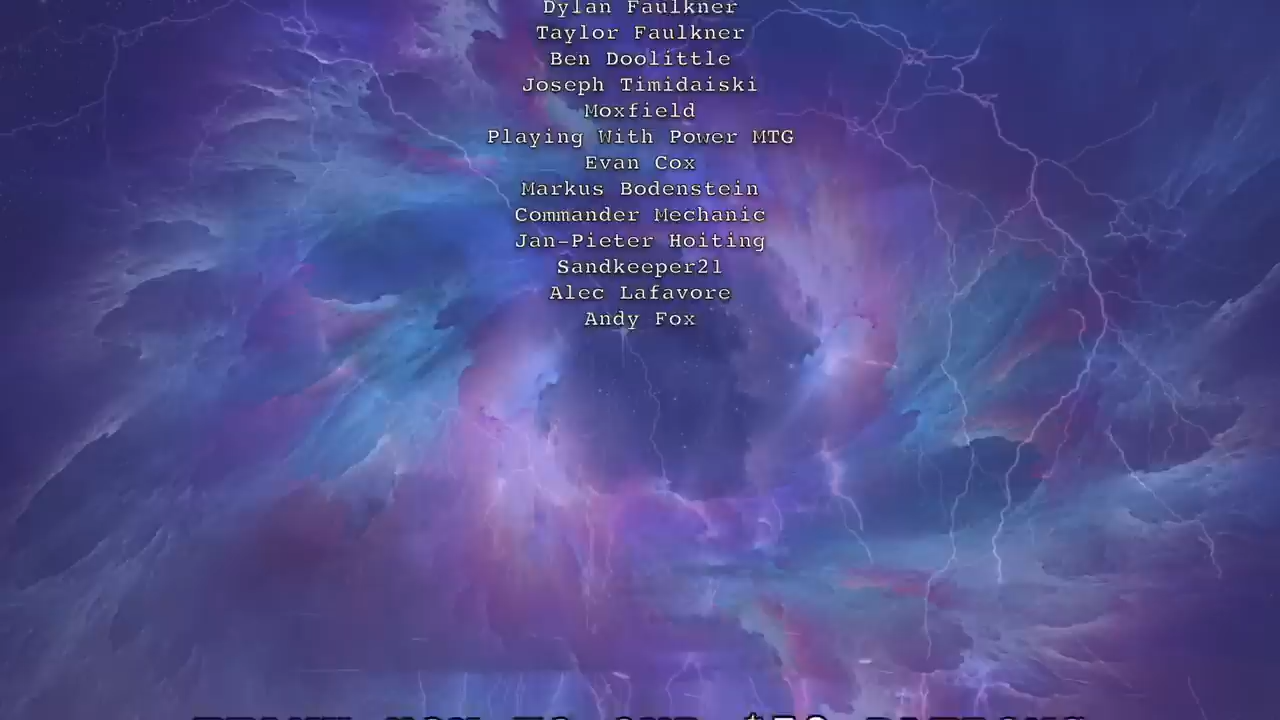 Dylan Faulkner
Taylor Faulkner
Ben Doolittle
Joseph Timidaiski
Moxfield
Playing With Power MTG
Evan Cox
Markus Bodenstein
Commander Mechanic
Jan-Pieter Hoiting
Sandkeeper21
Alec Lafavore
Andy Fox